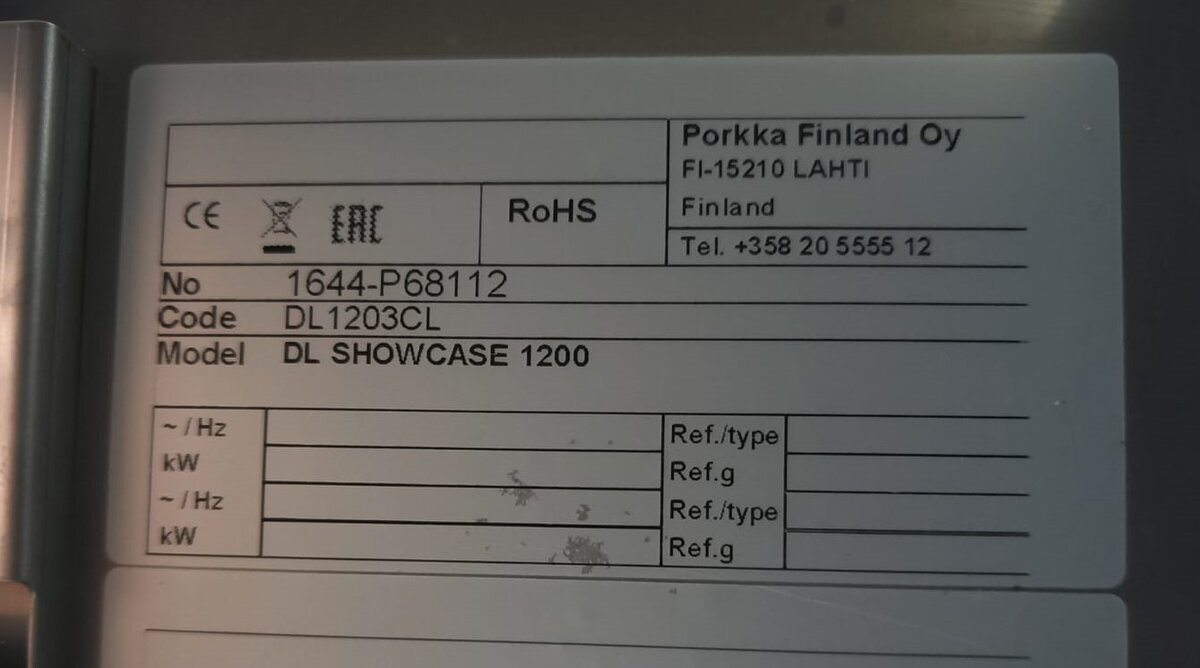 Porkka Finland Oy
FI-15210 LAHTI
Finland
Tel. +358 20 5555 12
CE EAC RoHS
No 1644-P68112
Code DL1203CL
Model DL SHOWCASE 1200
~ / Hz Ref./type
kW Ref.g
~ / Hz Ref./type
kW Ref.g